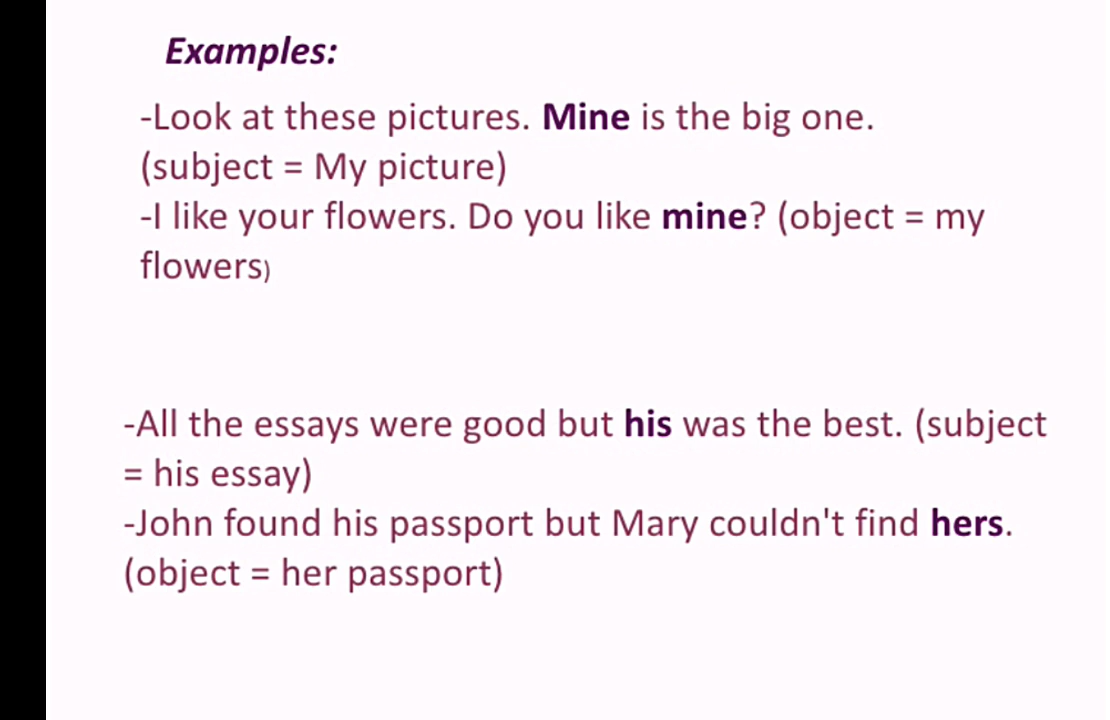 Examples:
-Look at these pictures. Mine is the big one.
(subject = My picture)
-I like your flowers. Do you like mine? (object = my
flowers)
-All the essays were good but his was the best. (subject
= his essay)
-John found his passport but Mary couldn't find hers.
(object = her passport)